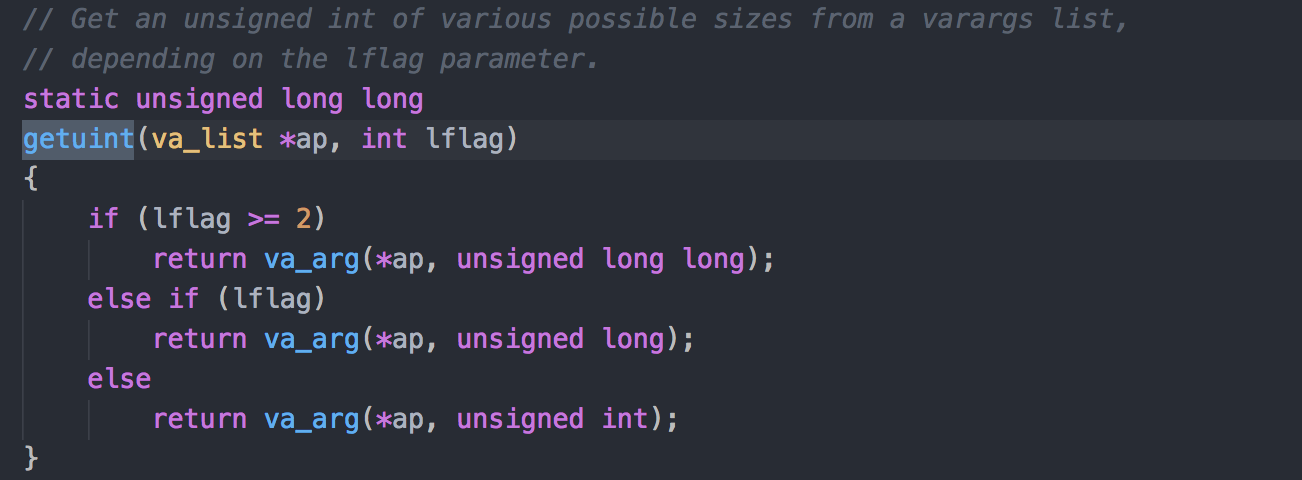 // Get an unsigned int of various possible sizes from a varargs list,
// depending on the lflag parameter.
static unsigned long long
getuint(va_list *ap, int lflag)
{
    if (lflag >= 2)
        return va_arg(*ap, unsigned long long);
    else if (lflag)
        return va_arg(*ap, unsigned long);
    else
        return va_arg(*ap, unsigned int);
}